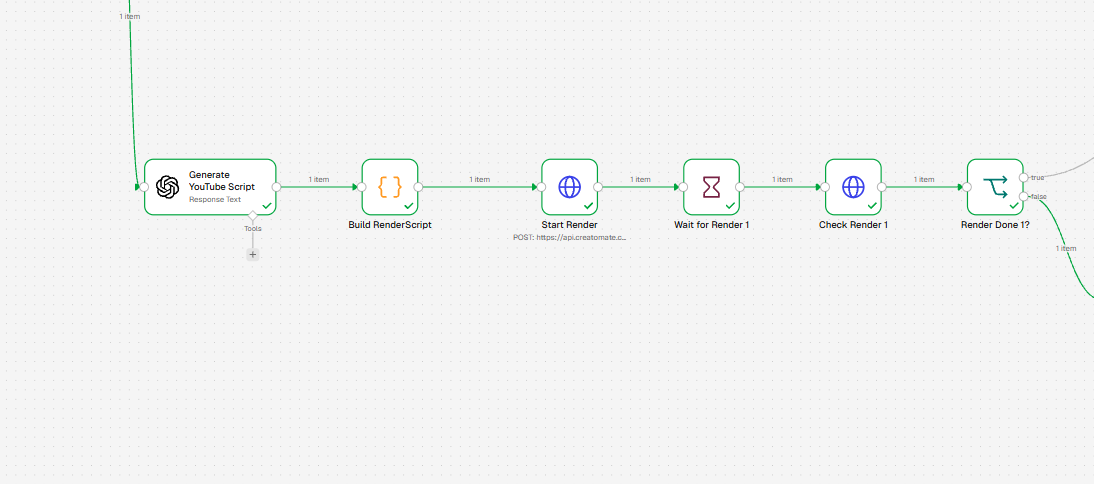 1 item
Generate
YouTube Script
Response Text
Tools
+
1 item
{ }
Build RenderScript
1 item
Start Render
POST: https://api.creatomate.c...
1 item
Wait for Render 1
1 item
Check Render 1
1 item
Render Done 1?
true
false
1 item